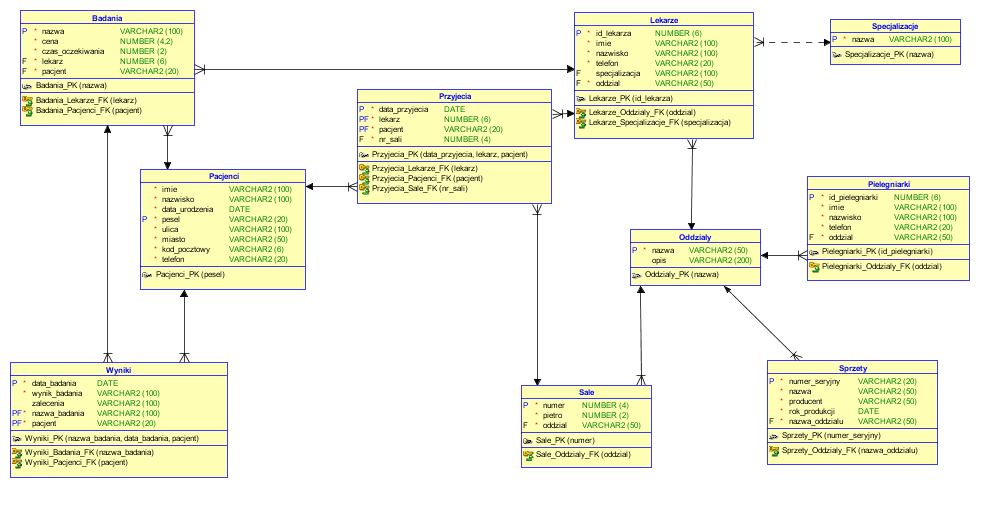 Badania
P * nazwa VARCHAR2 (100)
* cena NUMBER (4,2)
* czas_oczekiwania NUMBER (2)
F * lekarz NUMBER (6)
F * pacjent VARCHAR2 (20)
Badania_PK (nazwa)
Badania_Lekarze_FK (lekarz)
Badania_Pacjenci_FK (pacjent)
Lekarze
P * id_lekarza NUMBER (6)
* imie VARCHAR2 (100)
* nazwisko VARCHAR2 (100)
* telefon VARCHAR2 (20)
F specjalizacja VARCHAR2 (100)
F * oddzial VARCHAR2 (50)
Lekarze_PK (id_lekarza)
Lekarze_Oddzialy_FK (oddzial)
Lekarze_Specjalizacje_FK (specjalizacja)
Specjalizacje
P * nazwa VARCHAR2 (100)
Specjalizacje_PK (nazwa)
Przyjecia
P * data_przyjecia DATE
PF * lekarz NUMBER (6)
PF * pacjent VARCHAR2 (20)
F * nr_sali NUMBER (4)
Przyjecia_PK (data_przyjecia, lekarz, pacjent)
Przyjecia_Lekarze_FK (lekarz)
Przyjecia_Pacjenci_FK (pacjent)
Przyjecia_Sale_FK (nr_sali)
Pacjenci
* imie VARCHAR2 (100)
* nazwisko VARCHAR2 (100)
* data_urodzenia DATE
P * pesel VARCHAR2 (20)
* ulica VARCHAR2 (100)
* miasto VARCHAR2 (50)
* kod_pocztowy VARCHAR2 (6)
* telefon VARCHAR2 (20)
Pacjenci_PK (pesel)
Pielegniarki
P * id_pielegniarki NUMBER (6)
* imie VARCHAR2 (100)
* nazwisko VARCHAR2 (100)
* telefon VARCHAR2 (20)
F * oddzial VARCHAR2 (50)
Pielegniarki_PK (id_pielegniarki)
Pielegniarki_Oddzialy_FK (oddzial)
Oddzialy
P * nazwa VARCHAR2 (50)
opis VARCHAR2 (200)
Oddzialy_PK (nazwa)
Wyniki
P * data_badania DATE
* wynik_badania VARCHAR2 (100)
zalecenia VARCHAR2 (100)
PF * nazwa_badania VARCHAR2 (100)
PF * pacjent VARCHAR2 (20)
Wyniki_PK (nazwa_badania, data_badania, pacjent)
Wyniki_Badania_FK (nazwa_badania)
Wyniki_Pacjenci_FK (pacjent)
Sale
P * numer NUMBER (4)
* pietro NUMBER (2)
F * oddzial VARCHAR2 (50)
Sale_PK (numer)
Sale_Oddzialy_FK (oddzial)
Sprzety
P * numer_seryjny VARCHAR2 (20)
* nazwa VARCHAR2 (50)
* producent VARCHAR2 (50)
* rok_produkcji DATE
F * nazwa_oddzialu VARCHAR2 (50)
Sprzety_PK (numer_seryjny)
Sprzety_Oddzialy_FK (nazwa_oddzialu)